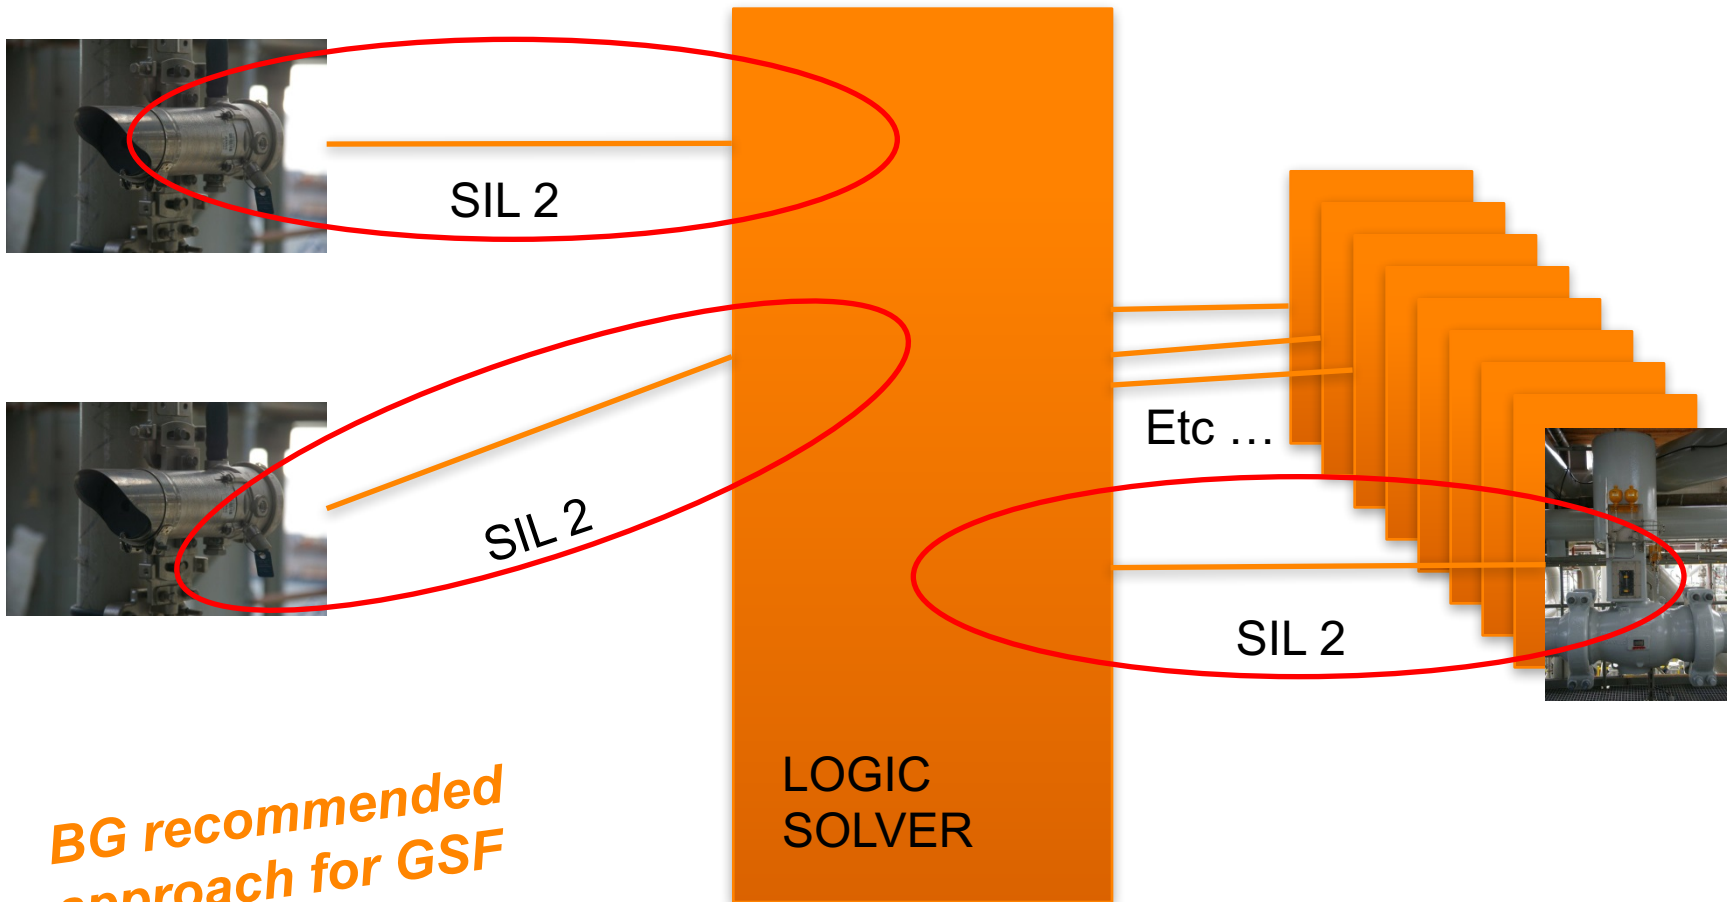 SIL 2
SIL 2
Etc …
SIL 2
LOGIC
SOLVER
BG recommended
approach for GSF